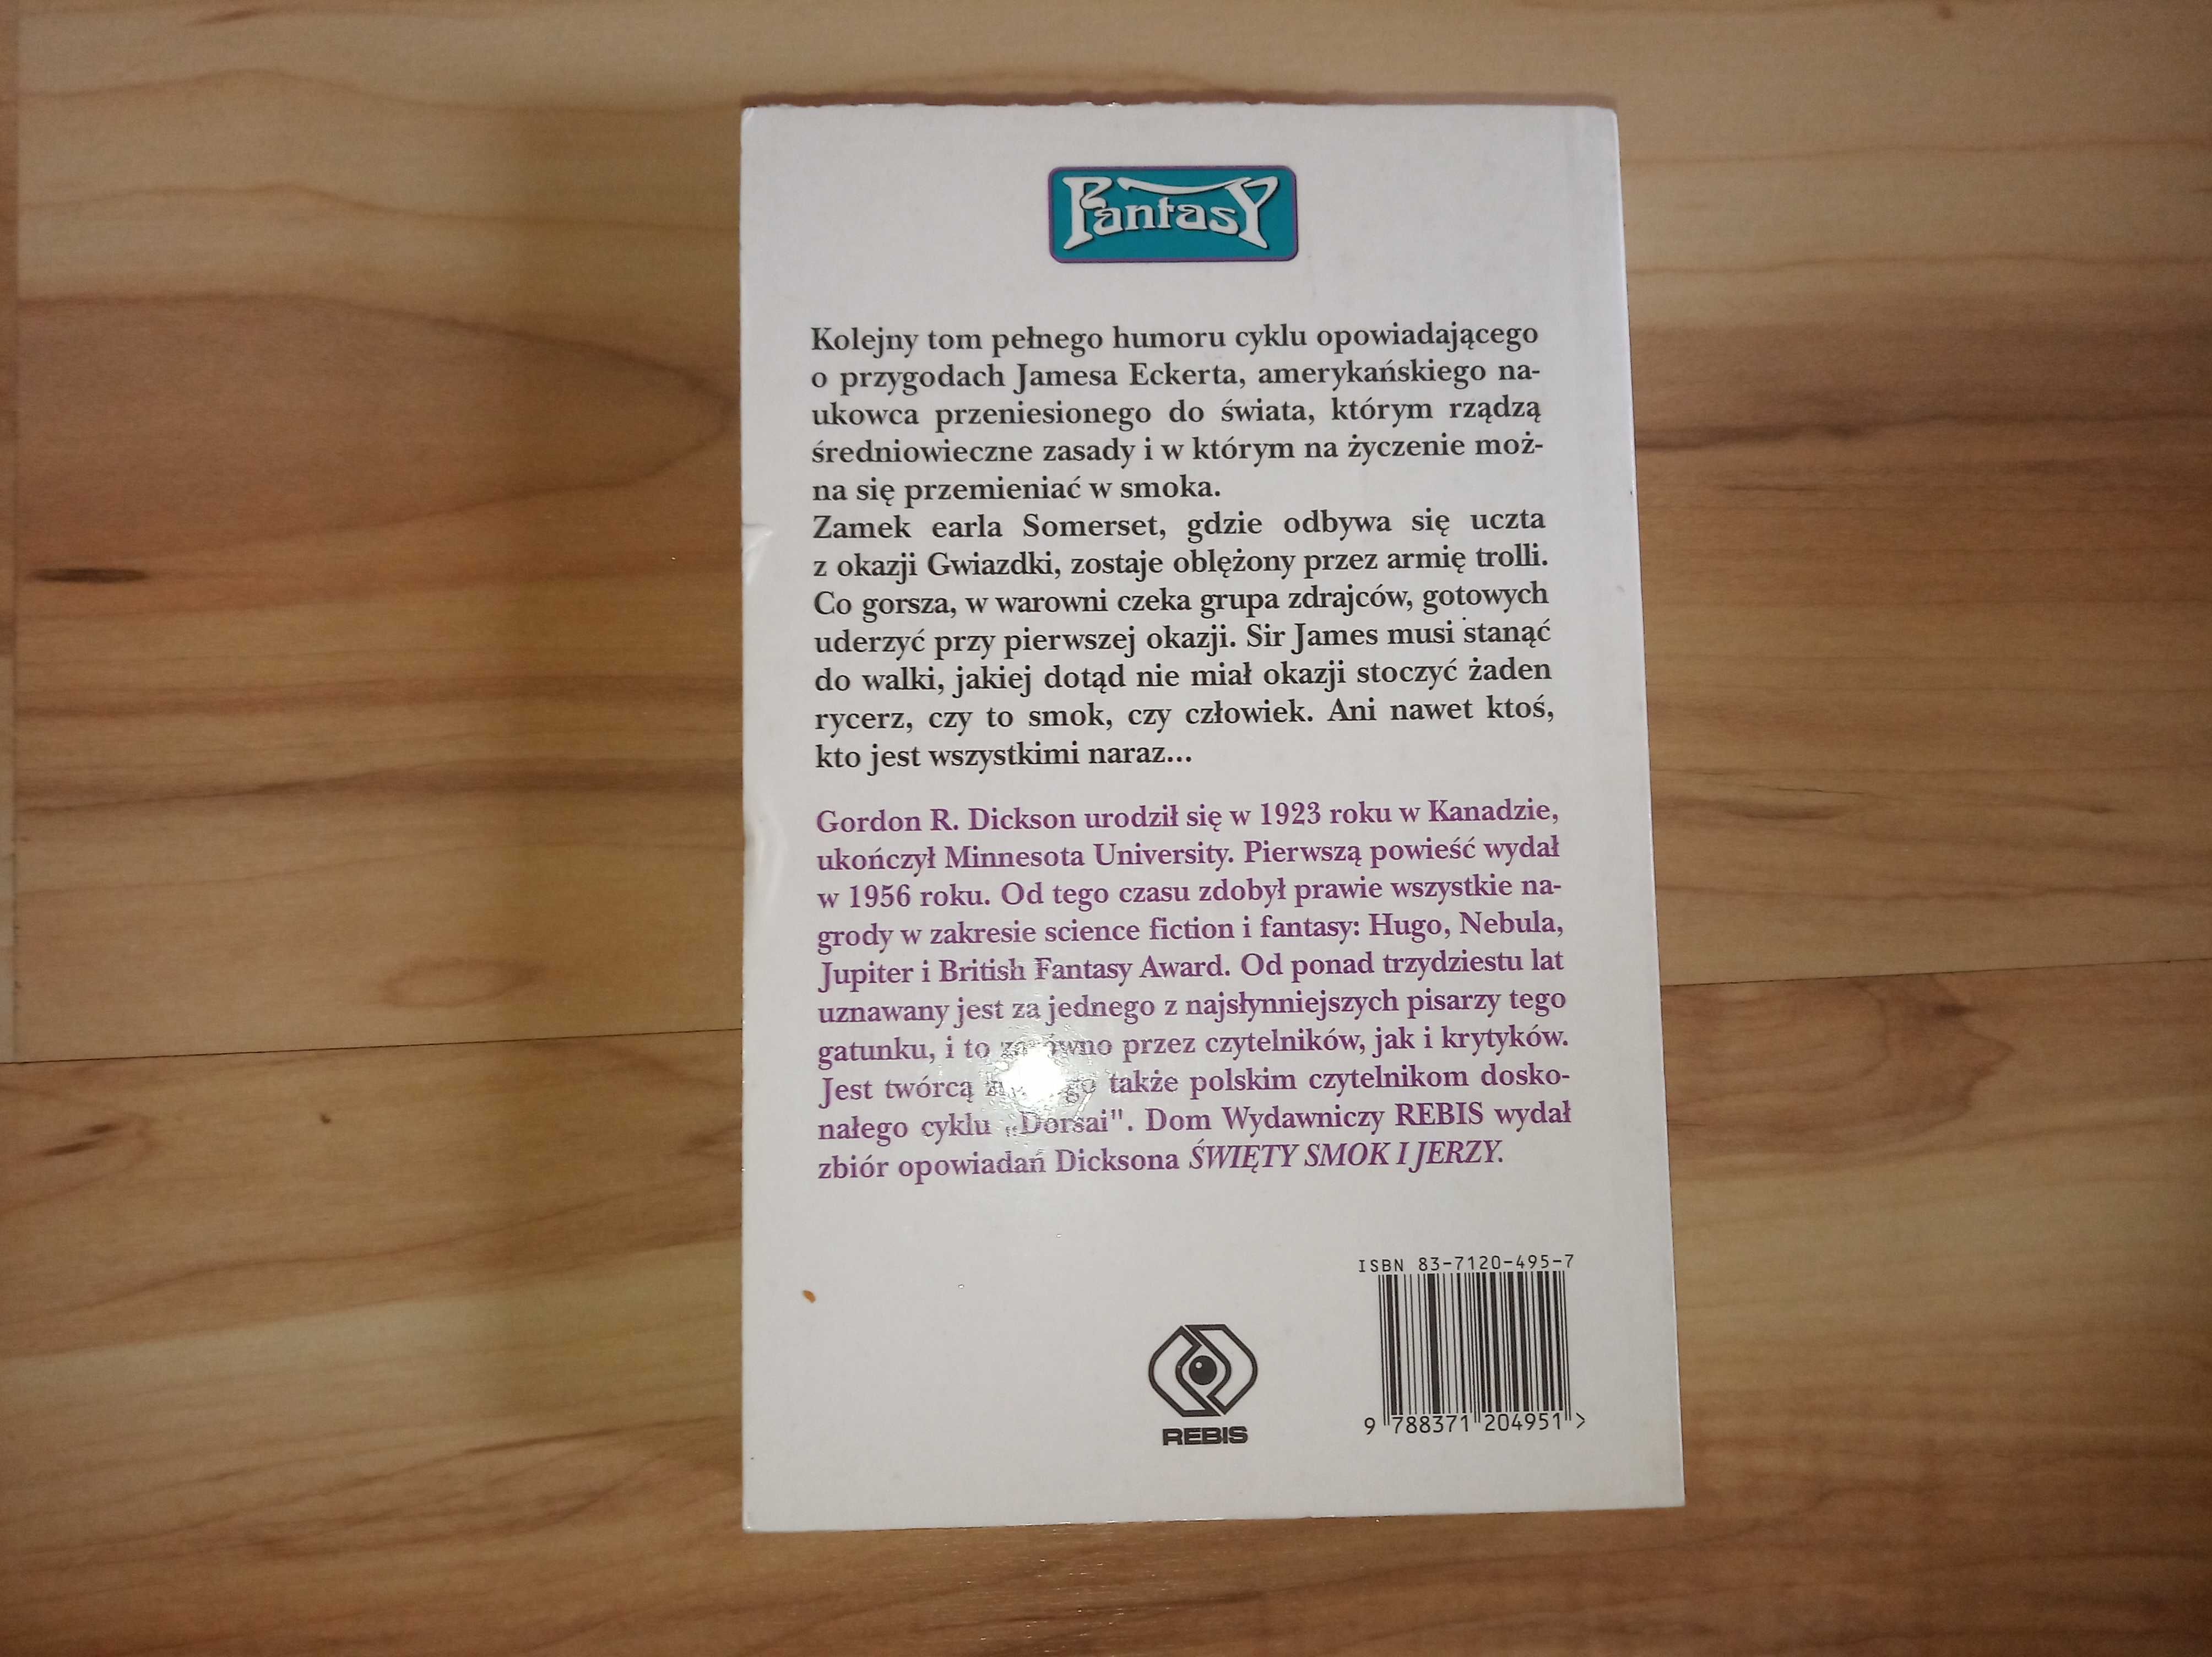 Fantasy
Kolejny tom pełnego humoru cyklu opowiadającego
o przygodach Jamesa Eckerta, amerykańskiego na-
ukowca przeniesionego do świata, którym rządzą
średniowieczne zasady i w którym na życzenie moż-
na się przemieniać w smoka.
Zamek earla Somerset, gdzie odbywa się uczta
z okazji Gwiazdki, zostaje oblężony przez armię trolli.
Co gorsza, w warowni czeka grupa zdrajców, gotowych
uderzyć przy pierwszej okazji. Sir James musi stanąć
do walki, jakiej dotąd nie miał okazji stoczyć żaden
rycerz, czy to smok, czy człowiek. Ani nawet ktoś,
kto jest wszystkimi naraz...
Gordon R. Dickson urodził się w 1923 roku w Kanadzie,
ukończył Minnesota University. Pierwszą powieść wydał
w 1956 roku. Od tego czasu zdobył prawie wszystkie na-
grody w zakresie science fiction i fantasy: Hugo, Nebula,
Jupiter i British Fantasy Award. Od ponad trzydziestu lat
uznawany jest za jednego z najsłynniejszych pisarzy tego
gatunku, i to zarówno przez czytelników, jak i krytyków.
Jest twórcą także polskim czytelnikom dosko-
nałego cyklu „Dorsai". Dom Wydawniczy REBIS wydał
zbiór opowiadań Dicksona ŚWIĘTY SMOK I JERZY.
ISBN 83-7120-495-7
9 788371 204951 >
REBIS